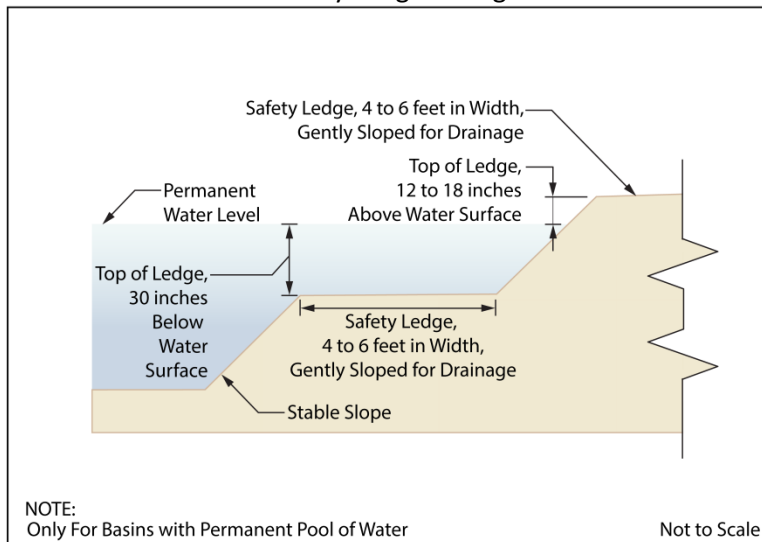 Safety Ledge, 4 to 6 feet in Width,
Gently Sloped for Drainage
Top of Ledge,
12 to 18 inches
Above Water Surface
Permanent
Water Level
Top of Ledge,
30 inches
Below
Water
Surface
Safety Ledge,
4 to 6 feet in Width,
Gently Sloped for Drainage
Stable Slope
NOTE:
Only For Basins with Permanent Pool of Water
Not to Scale